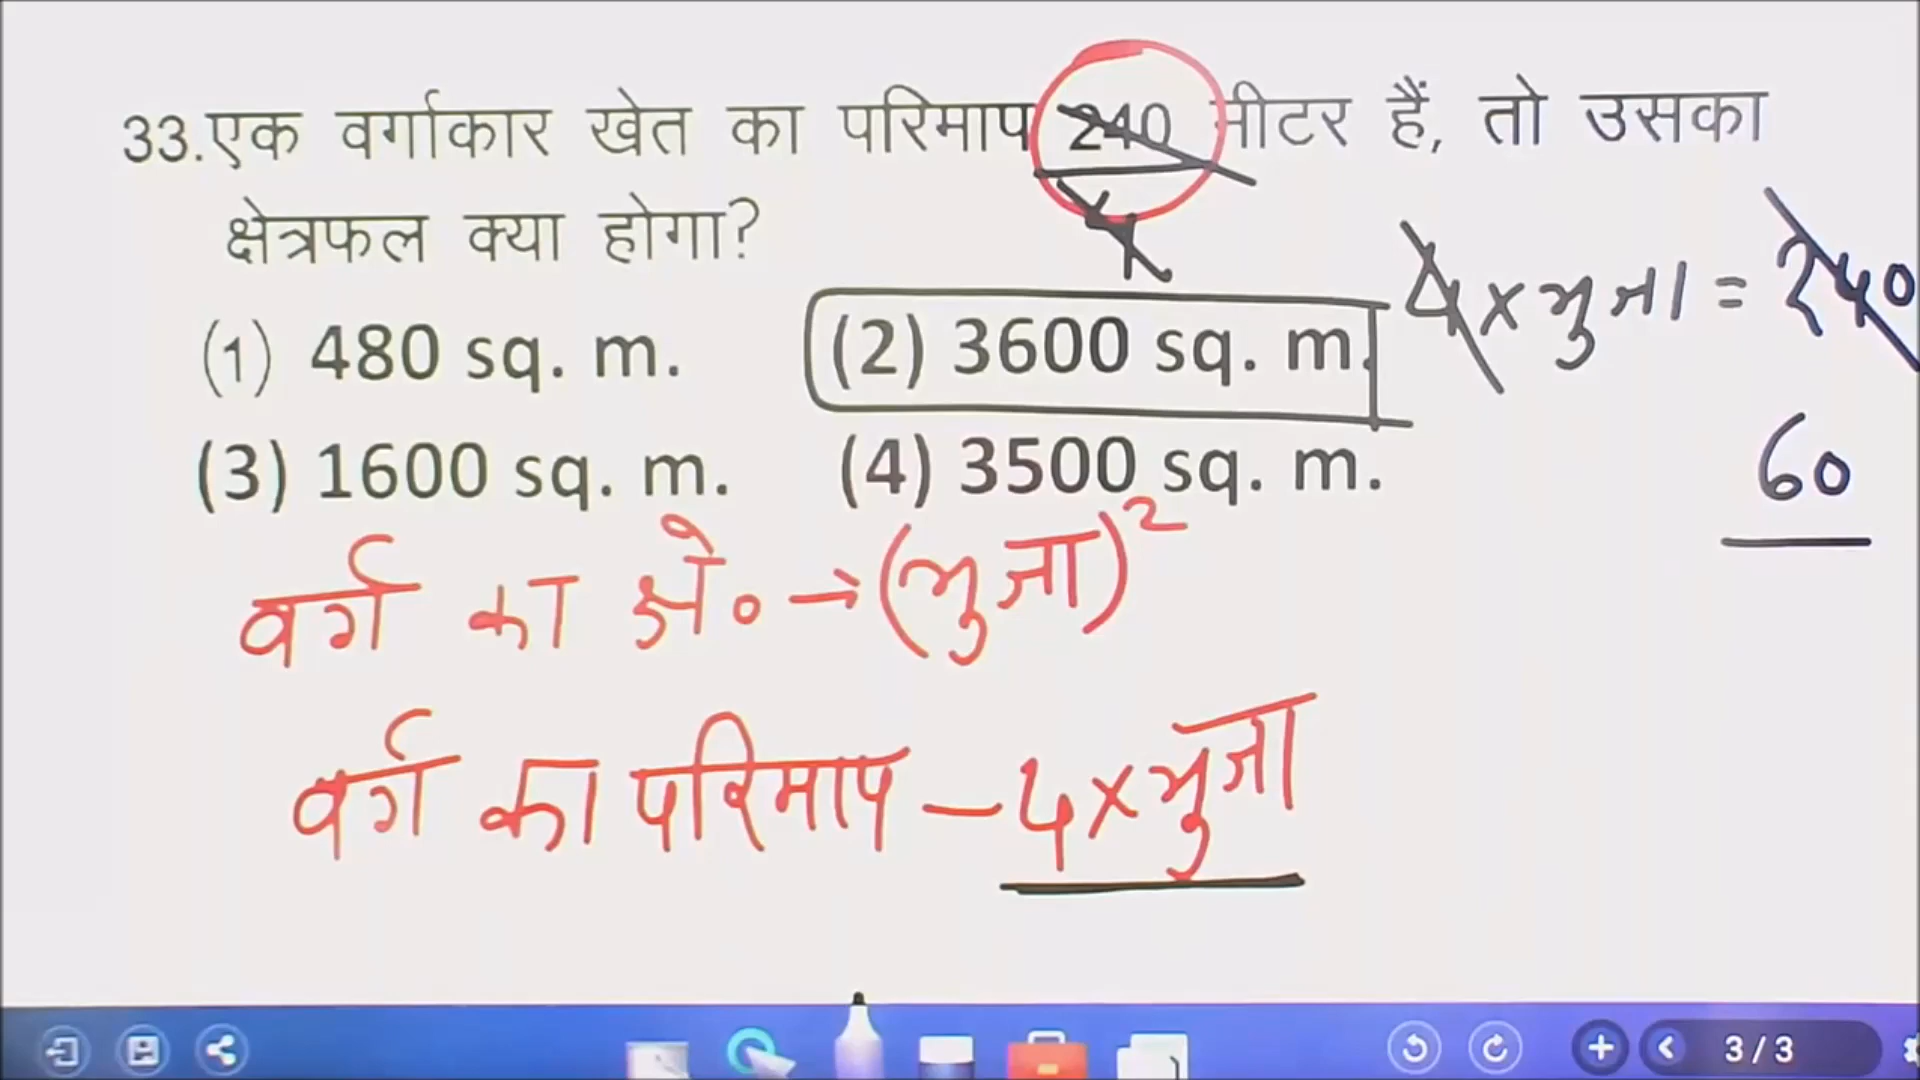 33.एक वर्गाकार खेत का परिमाप 240 मीटर हैं, तो उसका
क्षेत्रफल क्या होगा?
4
4 × भुजा = 240
(1) 480 sq. m. (2) 3600 sq. m.
60
(3) 1600 sq. m. (4) 3500 sq. m.
वर्ग का क्षे० → (भुजा)²
वर्ग का परिमाप – 4 × भुजा
3 / 3